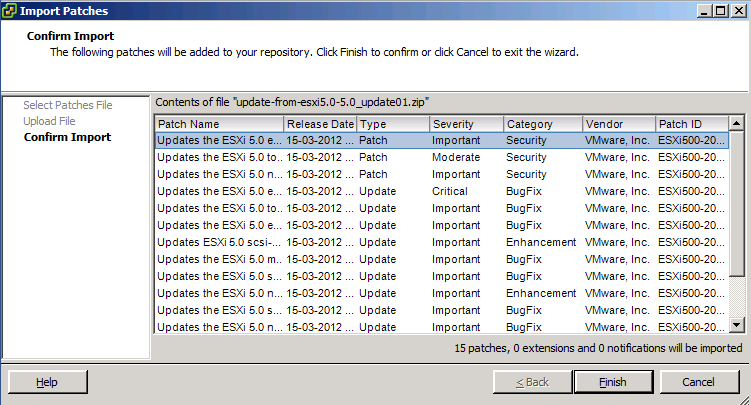 Import Patches
Confirm Import
The following patches will be added to your repository. Click Finish to confirm or click Cancel to exit the wizard.
Select Patches File
Upload File
Confirm Import
Contents of file "update-from-esxi5.0-5.0_update01.zip"
Patch Name Release Date Type Severity Category Vendor Patch ID
Updates the ESXi 5.0 e... 15-03-2012 ... Patch Important Security VMware, Inc. ESXi500-20...
Updates the ESXi 5.0 to... 15-03-2012 ... Patch Moderate Security VMware, Inc. ESXi500-20...
Updates the ESXi 5.0 n... 15-03-2012 ... Patch Important Security VMware, Inc. ESXi500-20...
Updates the ESXi 5.0 e... 15-03-2012 ... Update Critical BugFix VMware, Inc. ESXi500-20...
Updates the ESXi 5.0 to... 15-03-2012 ... Update Important BugFix VMware, Inc. ESXi500-20...
Updates the ESXi 5.0 e... 15-03-2012 ... Update Important BugFix VMware, Inc. ESXi500-20...
Updates ESXi 5.0 scsi-... 15-03-2012 ... Update Important Enhancement VMware, Inc. ESXi500-20...
Updates the ESXi 5.0 m... 15-03-2012 ... Update Important BugFix VMware, Inc. ESXi500-20...
Updates the ESXi 5.0 s... 15-03-2012 ... Update Important BugFix VMware, Inc. ESXi500-20...
Updates the ESXi 5.0 n... 15-03-2012 ... Update Important Enhancement VMware, Inc. ESXi500-20...
Updates the ESXi 5.0 s... 15-03-2012 ... Update Important BugFix VMware, Inc. ESXi500-20...
Updates the ESXi 5.0 n... 15-03-2012 ... Update Important BugFix VMware, Inc. ESXi500-20...
15 patches, 0 extensions and 0 notifications will be imported
Help < Back Finish Cancel